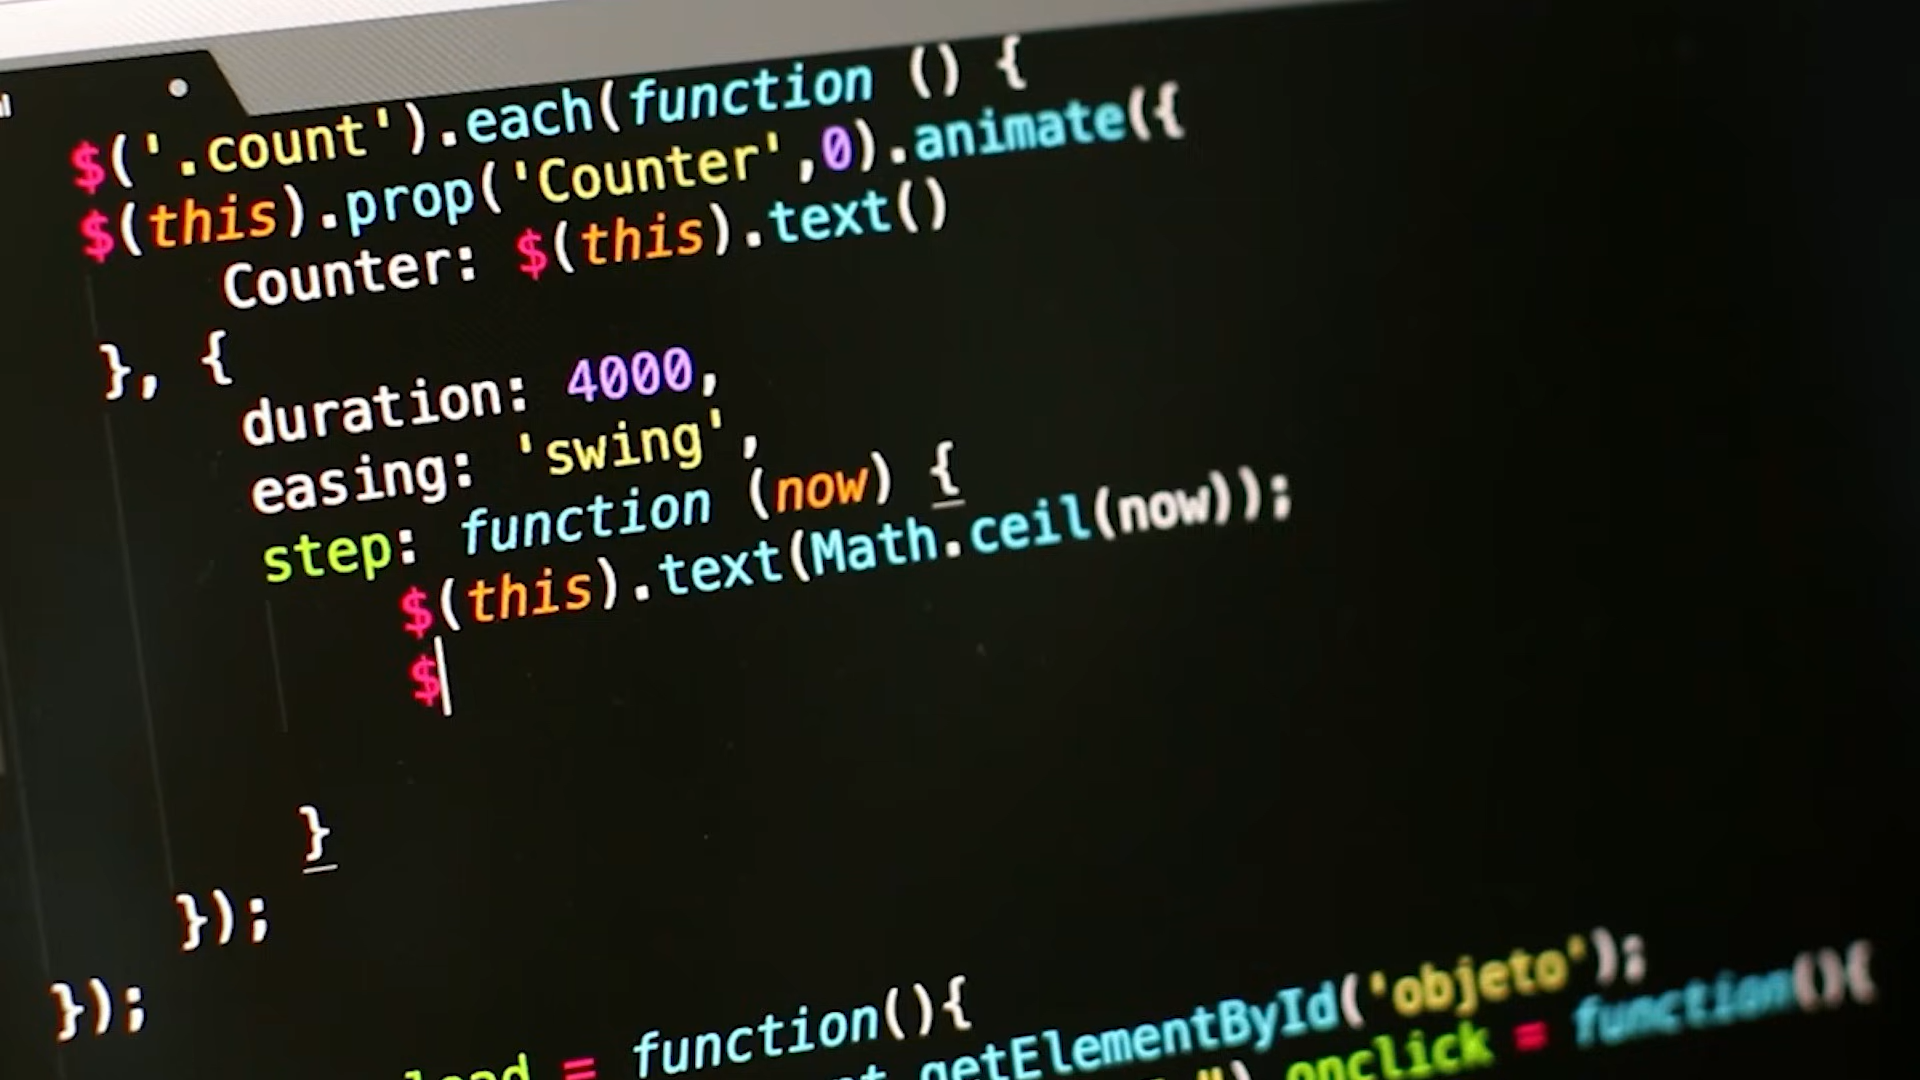 $('.count').each(function () {
$(this).prop('Counter',0).animate({
Counter: $(this).text()
}, {
duration: 4000,
easing: 'swing',
step: function (now) {
$(this).text(Math.ceil(now));
$
}
});
});
= function(){
getElementById('objeto');
onclick = function(){